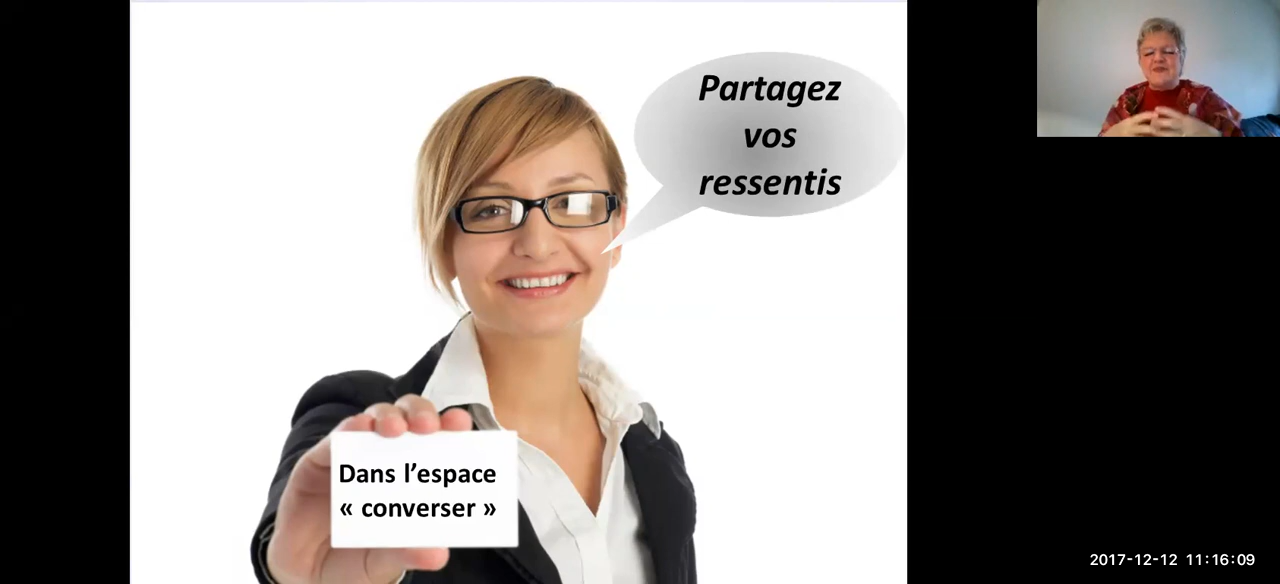 Partagez
vos
ressentis
Dans l’espace
« converser »
2017-12-12 11:16:09